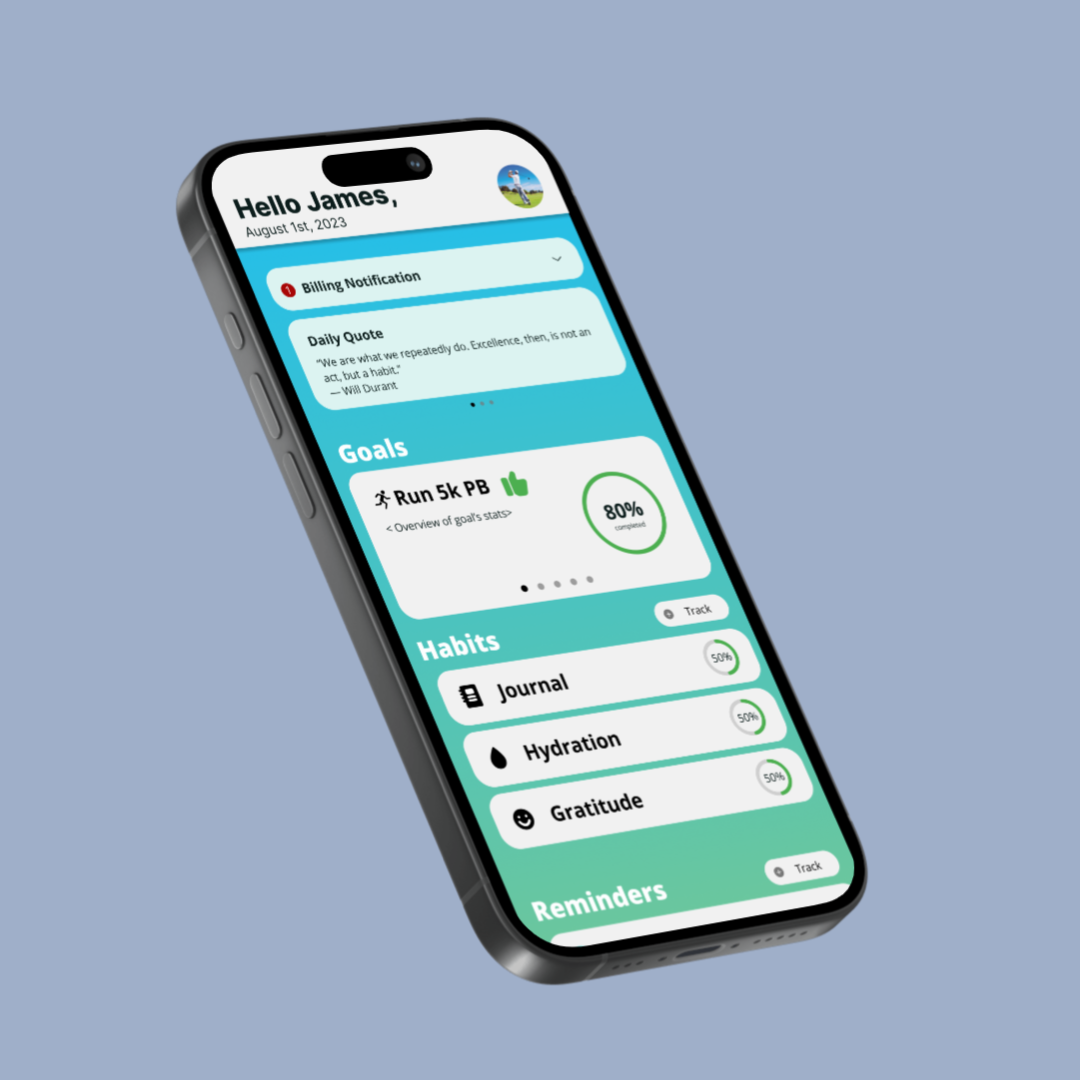 Hello James,
August 1st, 2023
1 Billing Notification
Daily Quote
"We are what we repeatedly do. Excellence, then, is not an
act, but a habit."
— Will Durant
Goals
Run 5k PB
< Overview of goal's stats>
80%
completed
Track
Habits
Journal
50%
Hydration
50%
Gratitude
50%
Track
Reminders